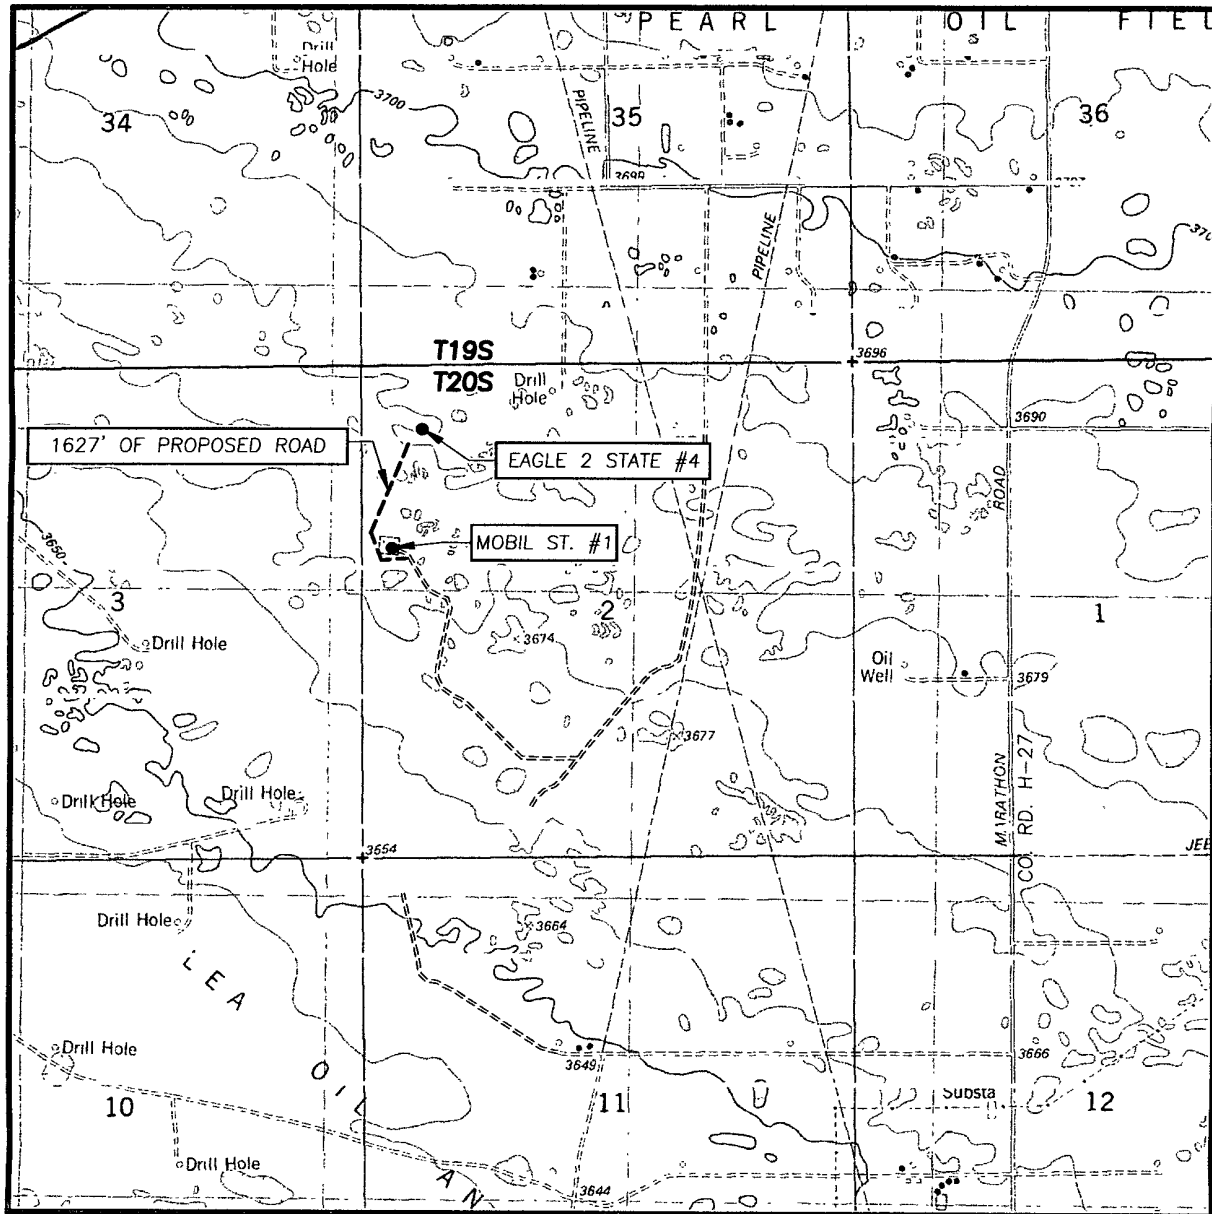 PEARL OIL FIEL
Drill
Hole
3700
34
PIPELINE
35
36
3698
PIPELINE
T19S
3696
T20S
Drill
Hole
3690
1627' OF PROPOSED ROAD
EAGLE 2 STATE #4
ROAD
3650
MOBIL ST. #1
3
2
1
Drill Hole
3674
Oil
Well
3679
3677
MARATHON
CO. RD. H-27
Drill Hole
Drill Hole
3654
Drill Hole
3664
LEA
OIL
AN
Drill Hole
3649
3666
10
11
Substa
12
Drill Hole
3644